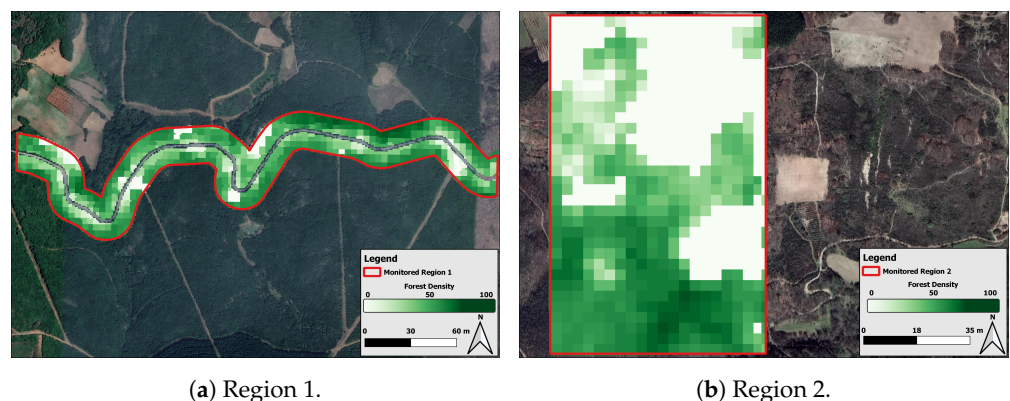 Legend
Monitored Region 1
Forest Density
0 50 100
N
0 30 60 m
Legend
Monitored Region 2
Forest Density
0 50 100
N
0 18 35 m
(a) Region 1.
(b) Region 2.